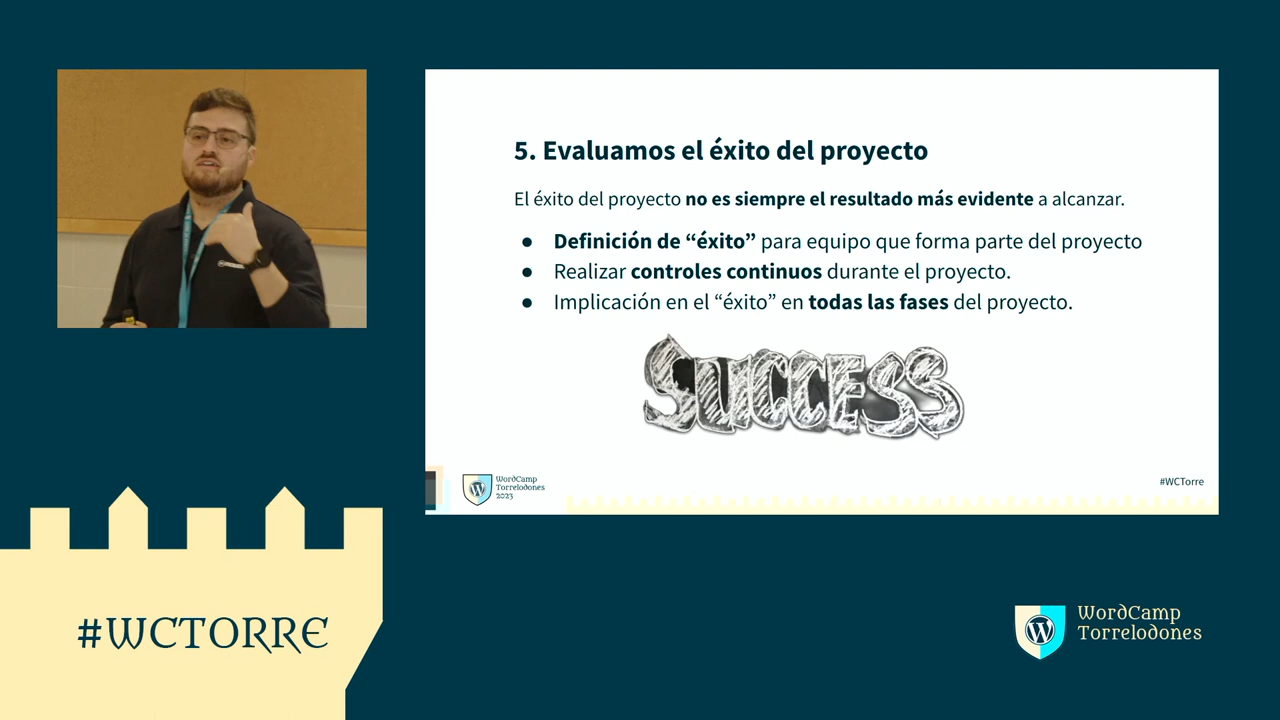 5. Evaluamos el éxito del proyecto
El éxito del proyecto no es siempre el resultado más evidente a alcanzar.
● Definición de “éxito” para equipo que forma parte del proyecto
● Realizar controles continuos durante el proyecto.
● Implicación en el “éxito” en todas las fases del proyecto.
SUCCESS
WordCamp
Torrelodones
2023
#WCTorre
#WCTORRE
WordCamp
Torrelodones